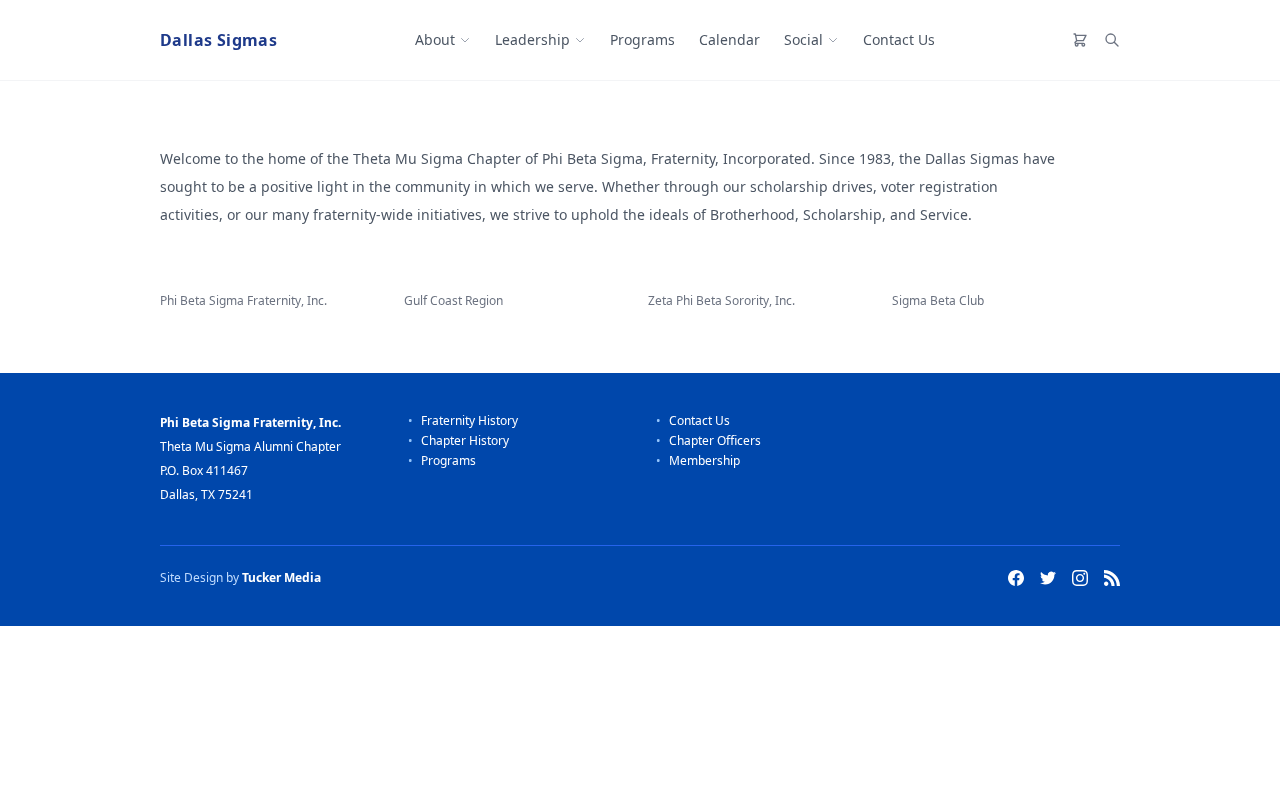 Dallas Sigmas
About
Leadership
Programs
Calendar
Social
Contact Us
Welcome to the home of the Theta Mu Sigma Chapter of Phi Beta Sigma, Fraternity, Incorporated. Since 1983, the Dallas Sigmas have
sought to be a positive light in the community in which we serve. Whether through our scholarship drives, voter registration
activities, or our many fraternity-wide initiatives, we strive to uphold the ideals of Brotherhood, Scholarship, and Service.
Phi Beta Sigma Fraternity, Inc.
Gulf Coast Region
Zeta Phi Beta Sorority, Inc.
Sigma Beta Club
Phi Beta Sigma Fraternity, Inc.
Theta Mu Sigma Alumni Chapter
P.O. Box 411467
Dallas, TX 75241
• Fraternity History
• Chapter History
• Programs
• Contact Us
• Chapter Officers
• Membership
Site Design by Tucker Media